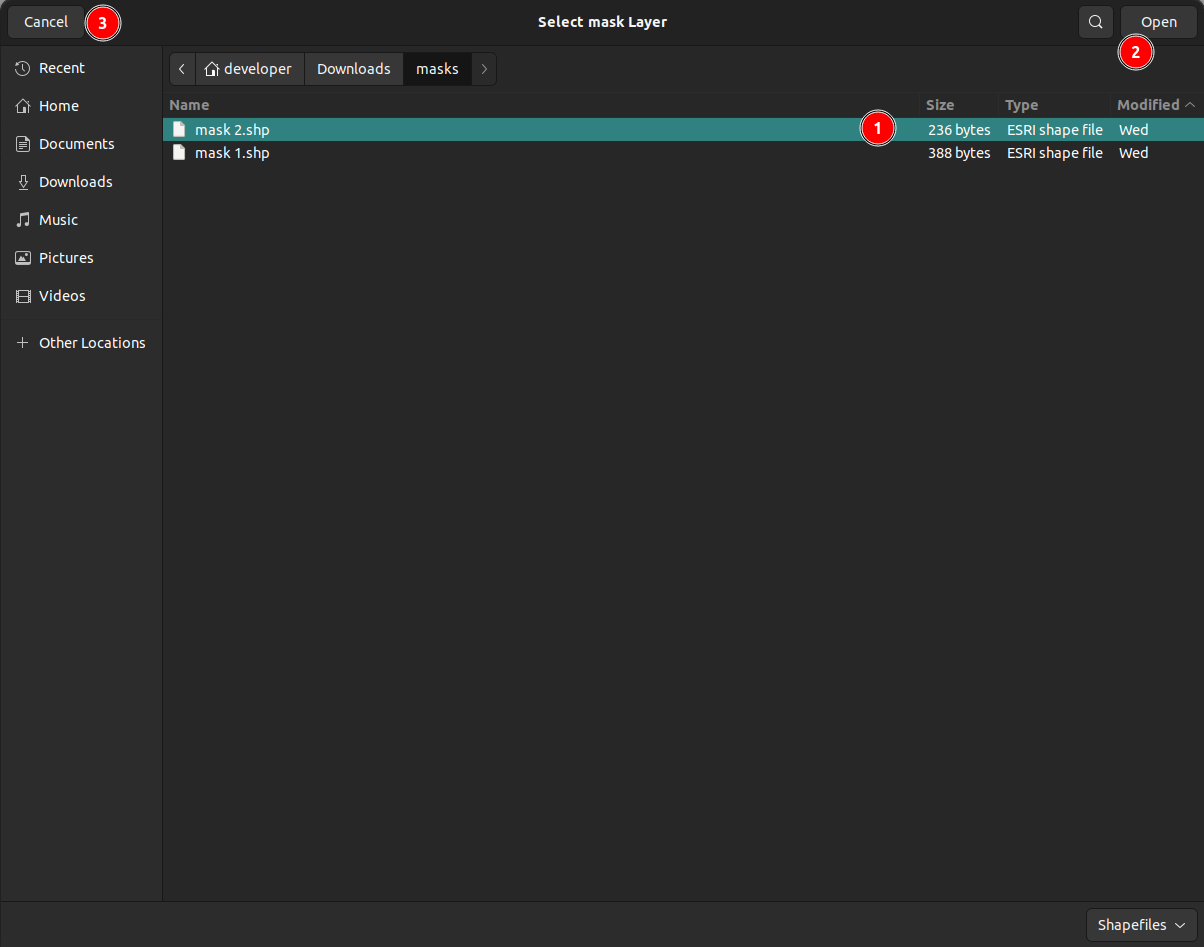 Cancel 3 Select mask Layer Open
2
Recent
Home
Documents
Downloads
Music
Pictures
Videos
Other Locations
developer Downloads masks
Name Size Type Modified
mask 2.shp 1 236 bytes ESRI shape file Wed
mask 1.shp 388 bytes ESRI shape file Wed
Shapefiles